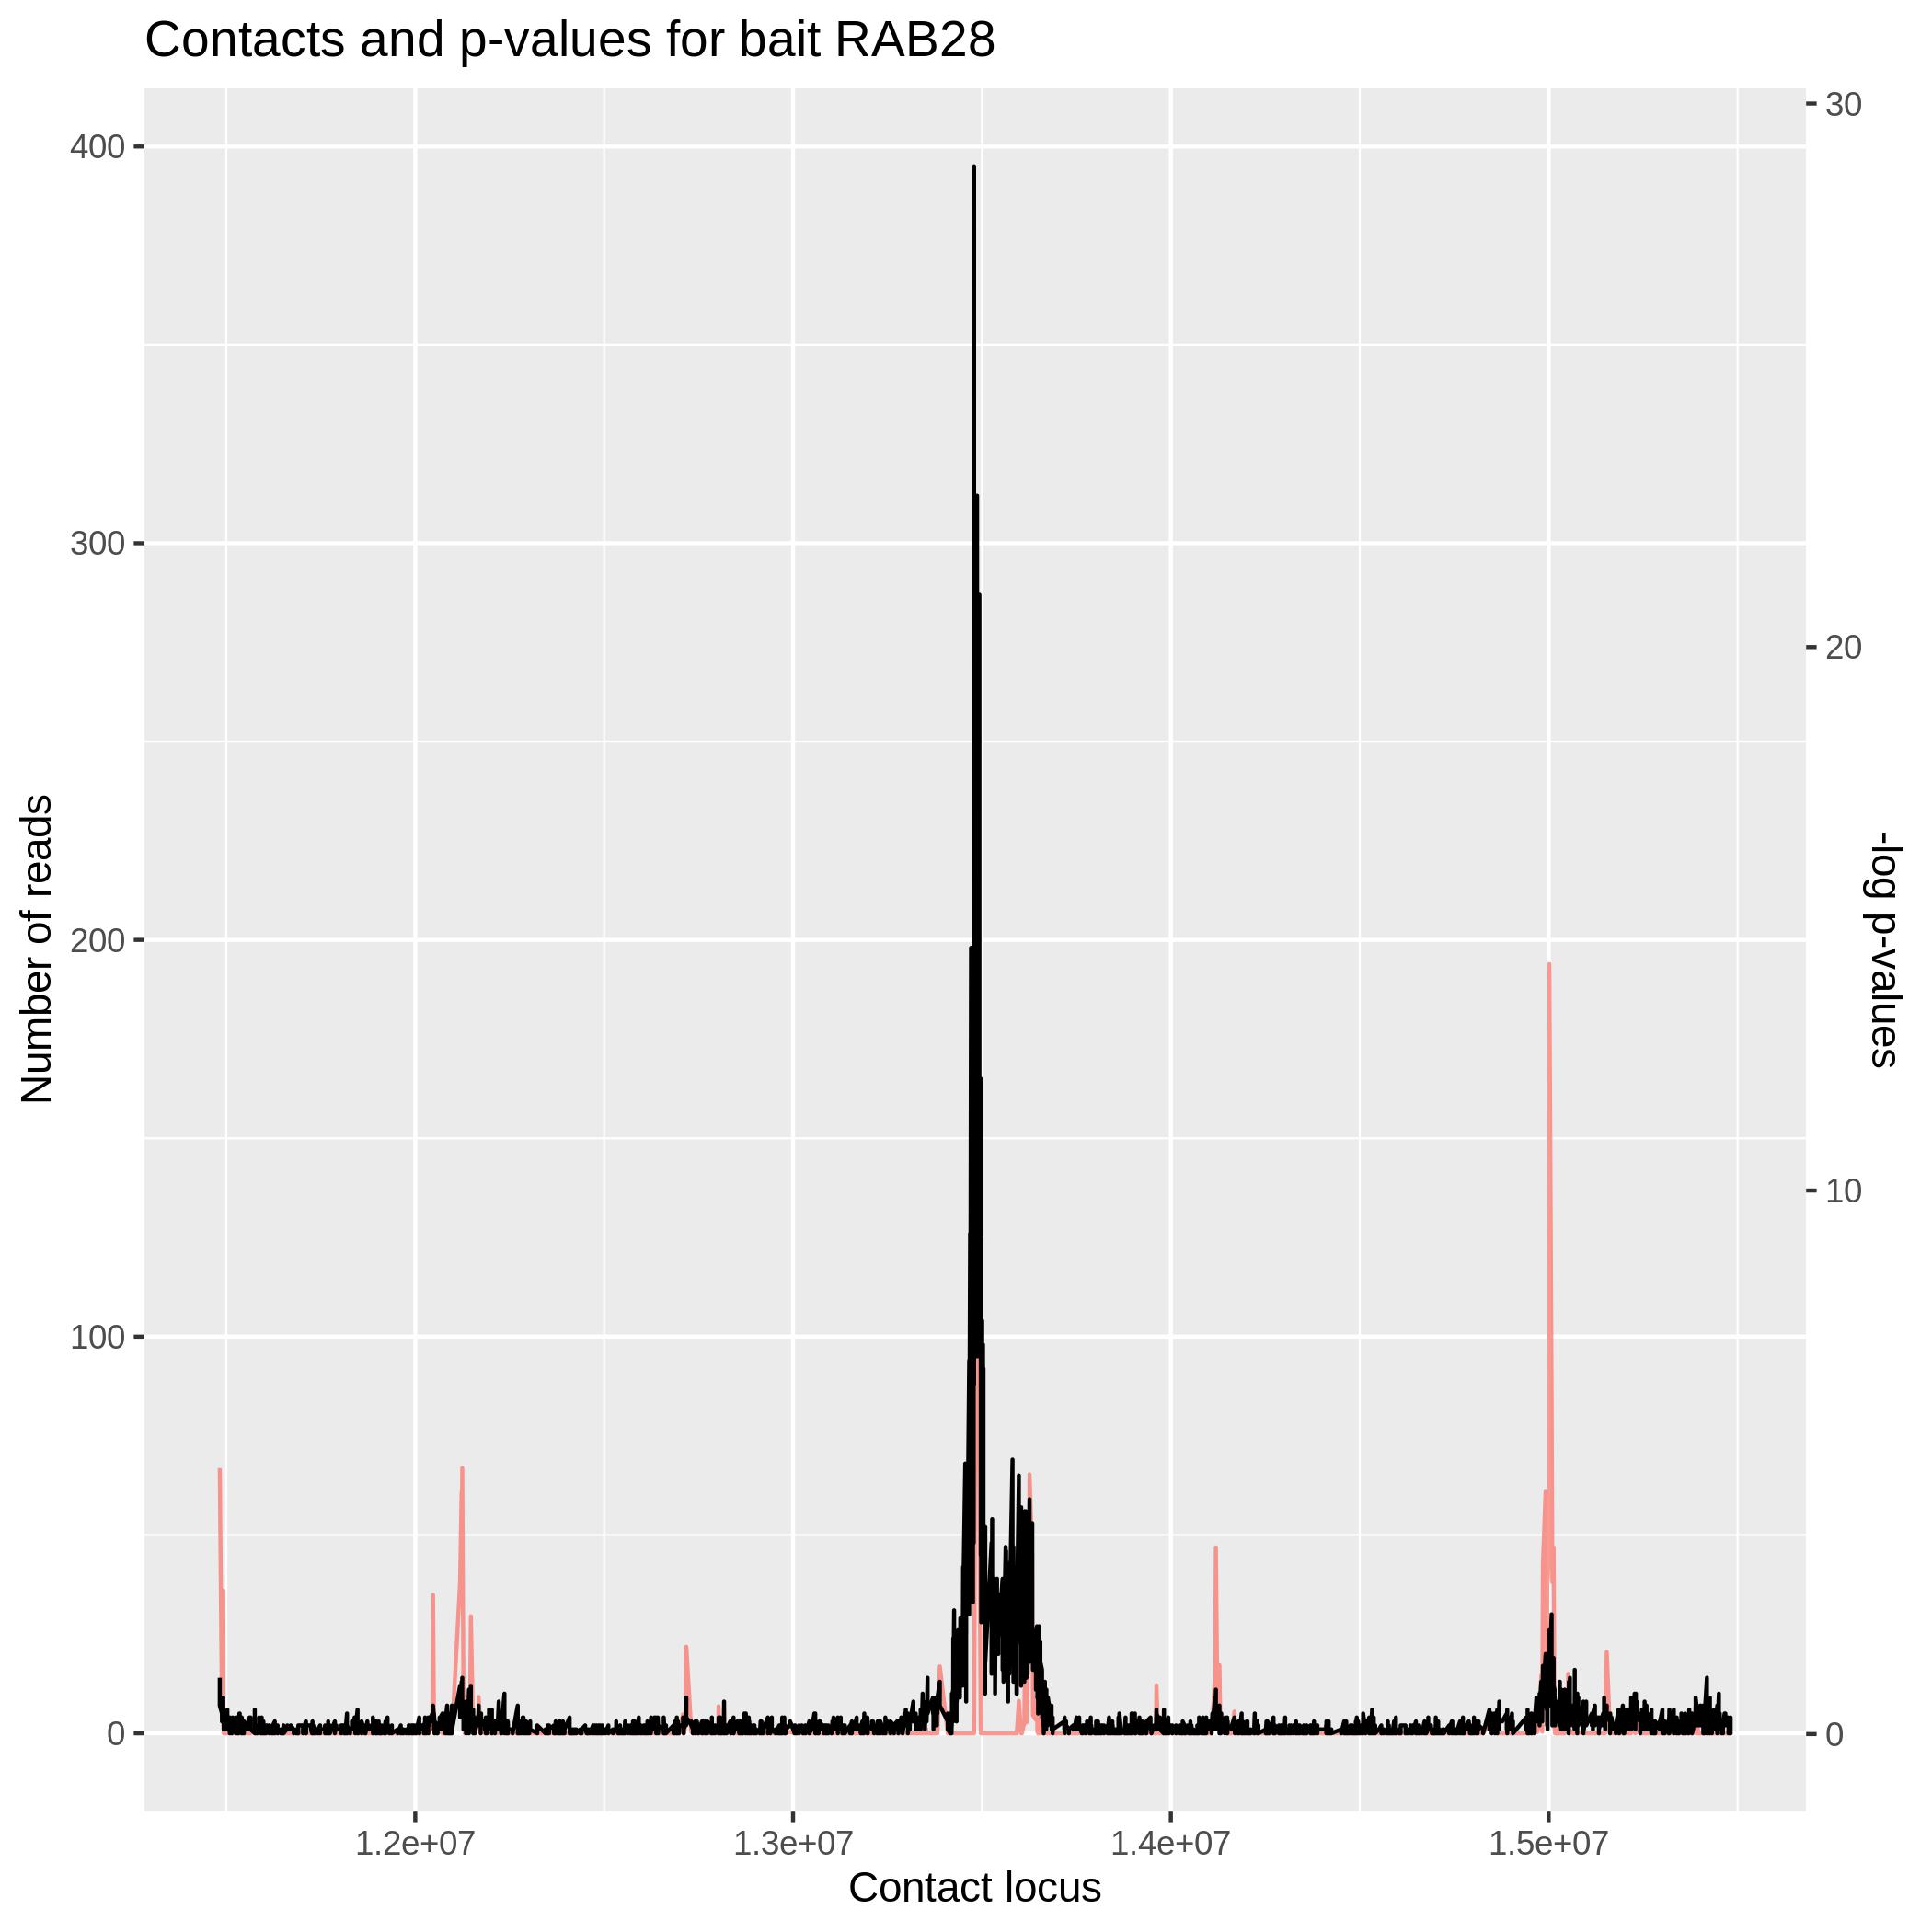 Contacts and p-values for bait RAB28
400
300
200
100
0
Number of reads
30
20
10
0
-log p-values
1.2e+07
1.3e+07
1.4e+07
1.5e+07
Contact locus